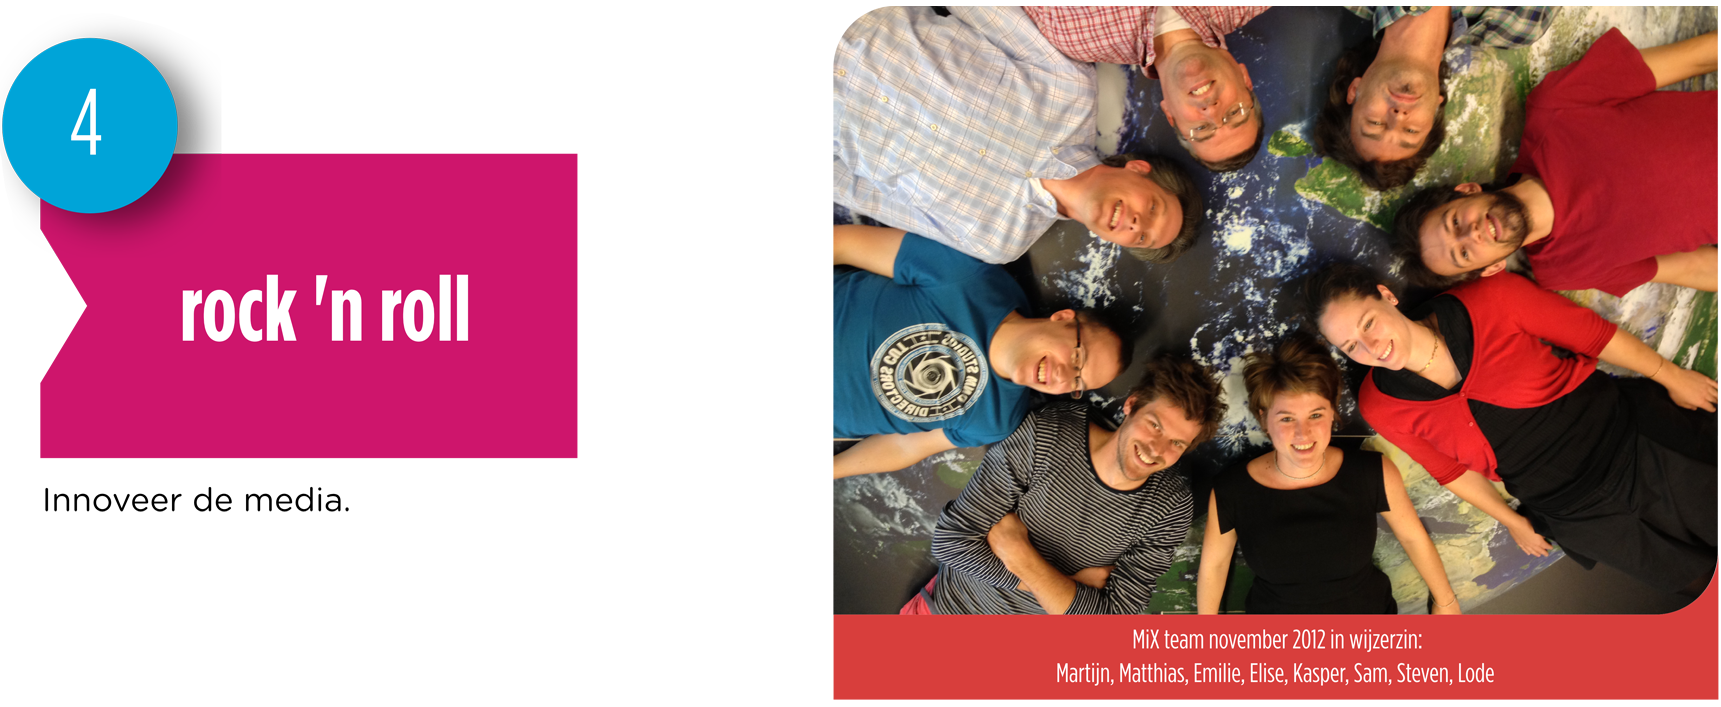 4
rock 'n roll
Innoveer de media.
MiX team november 2012 in wijzerzin:
Martijn, Matthias, Emilie, Elise, Kasper, Sam, Steven, Lode